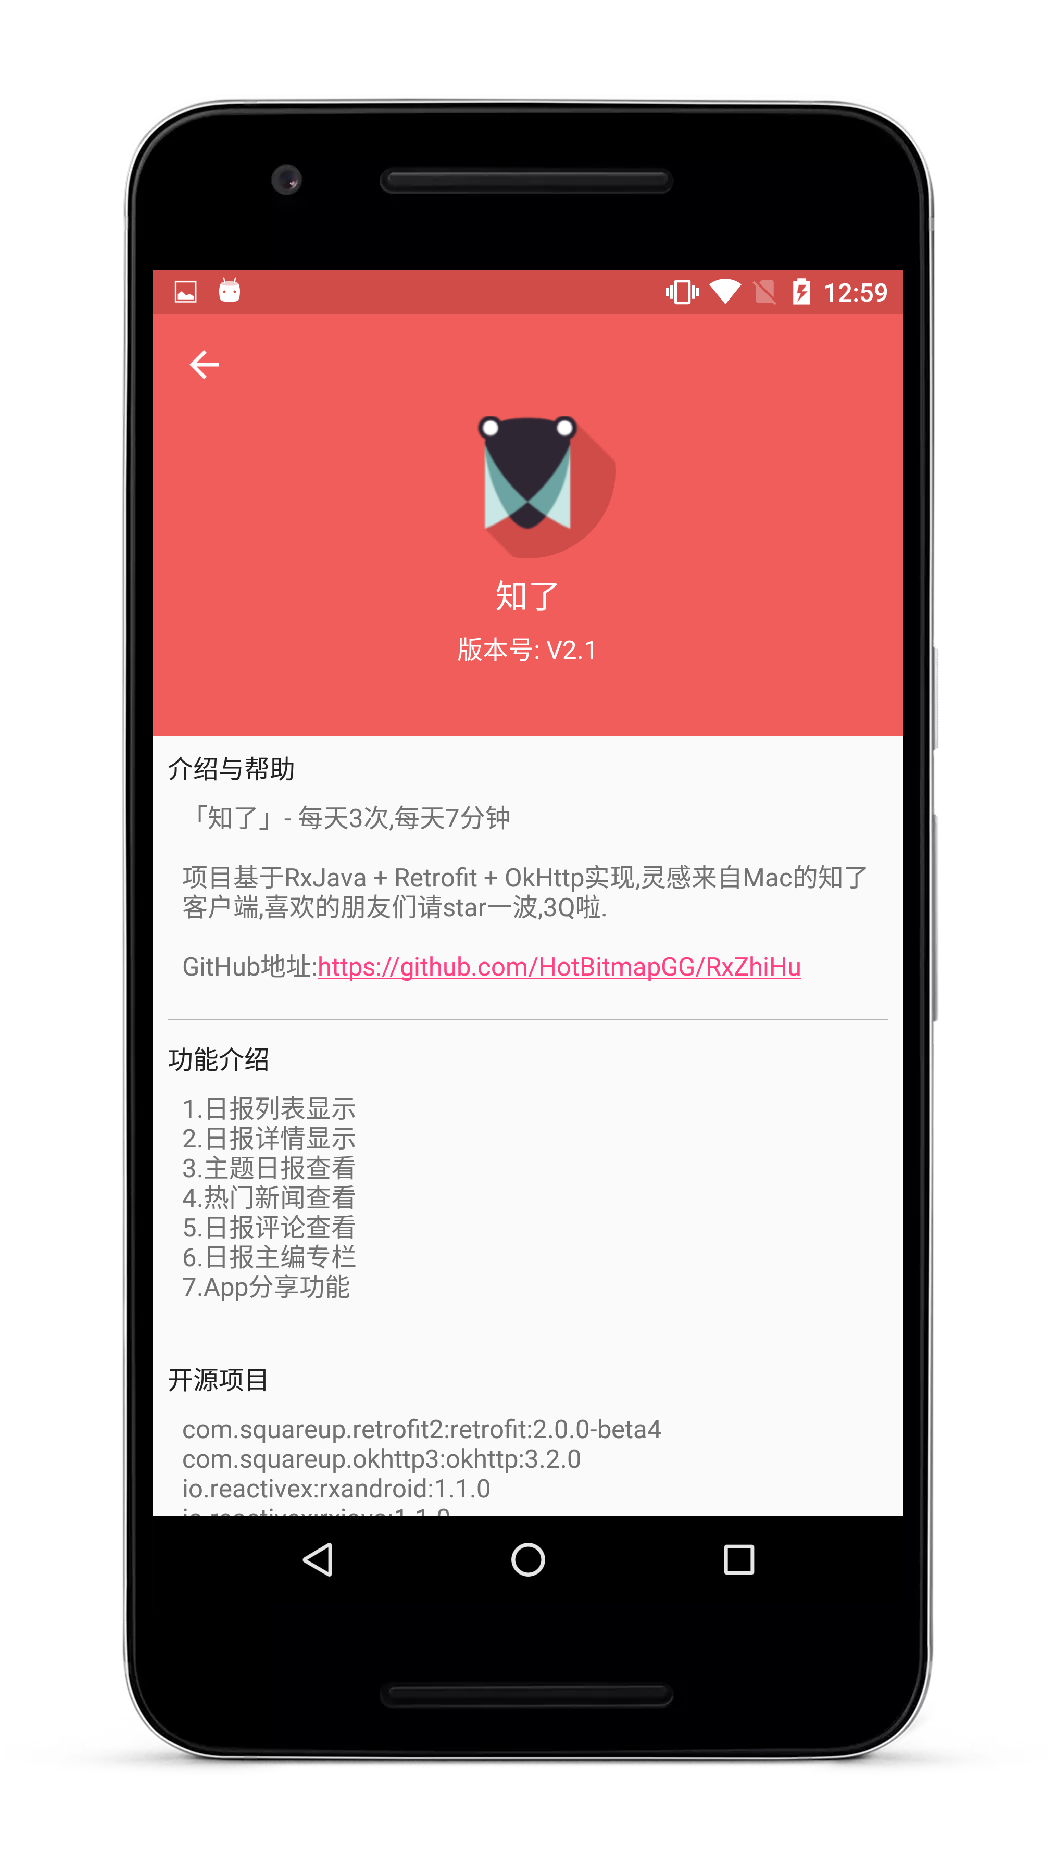 12:59
知了
版本号: V2.1
介绍与帮助
「知了」- 每天3次,每天7分钟
项目基于RxJava + Retrofit + OkHttp实现,灵感来自Mac的知了
客户端,喜欢的朋友们请star一波,3Q啦.
GitHub地址:https://github.com/HotBitmapGG/RxZhiHu
功能介绍
1.日报列表显示
2.日报详情显示
3.主题日报查看
4.热门新闻查看
5.日报评论查看
6.日报主编专栏
7.App分享功能
开源项目
com.squareup.retrofit2:retrofit:2.0.0-beta4
com.squareup.okhttp3:okhttp:3.2.0
io.reactivex:rxandroid:1.1.0